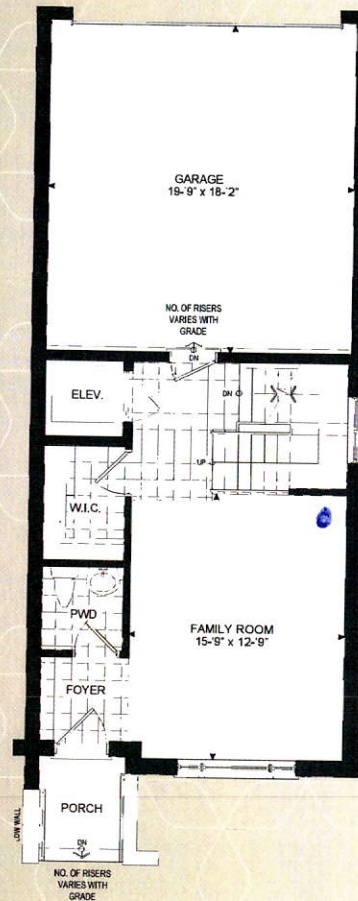 GARAGE
19-'9" x 18-'2"
NO. OF RISERS
VARIES WITH
GRADE
DN
ELEV.
DN
UP
W.I.C.
PWD
FAMILY ROOM
15-'9" x 12-'9"
FOYER
PORCH
LOW WALL
DN
NO. OF RISERS
VARIES WITH
GRADE